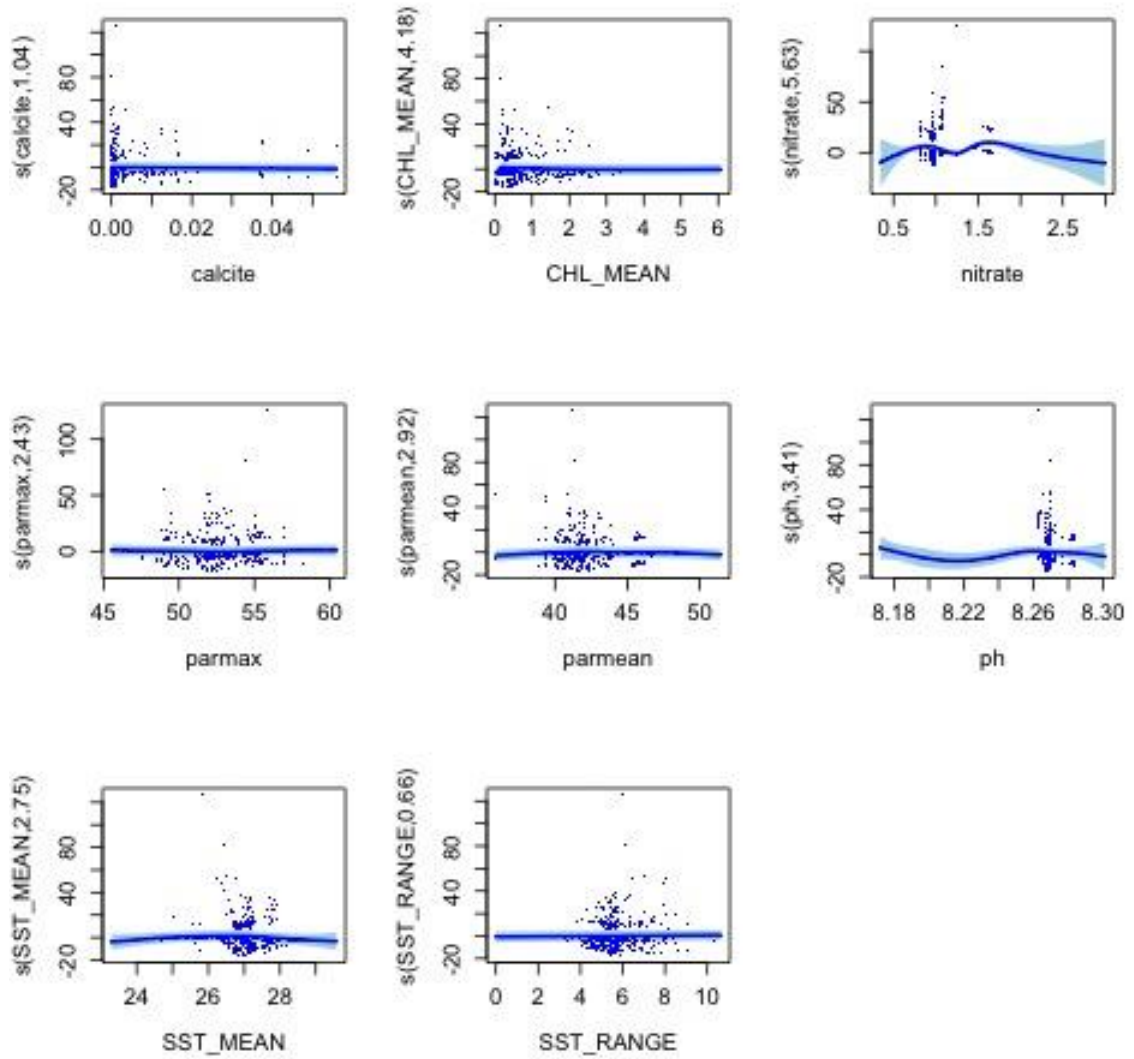 s(calcite,1.04)
80
40
-20
0.00 0.02 0.04
calcite
s(CHL_MEAN,4.18)
80
40
-20
0 1 2 3 4 5 6
CHL_MEAN
s(nitrate,5.63)
50
0
0.5 1.5 2.5
nitrate
s(parmax,2.43)
100
50
0
45 50 55 60
parmax
s(parmean,2.92)
80
40
-20
40 45 50
parmean
s(ph,3.41)
80
40
-20
8.18 8.22 8.26 8.30
ph
s(SST_MEAN,2.75)
80
40
-20
24 26 28
SST_MEAN
s(SST_RANGE,0.66)
80
40
-20
0 2 4 6 8 10
SST_RANGE